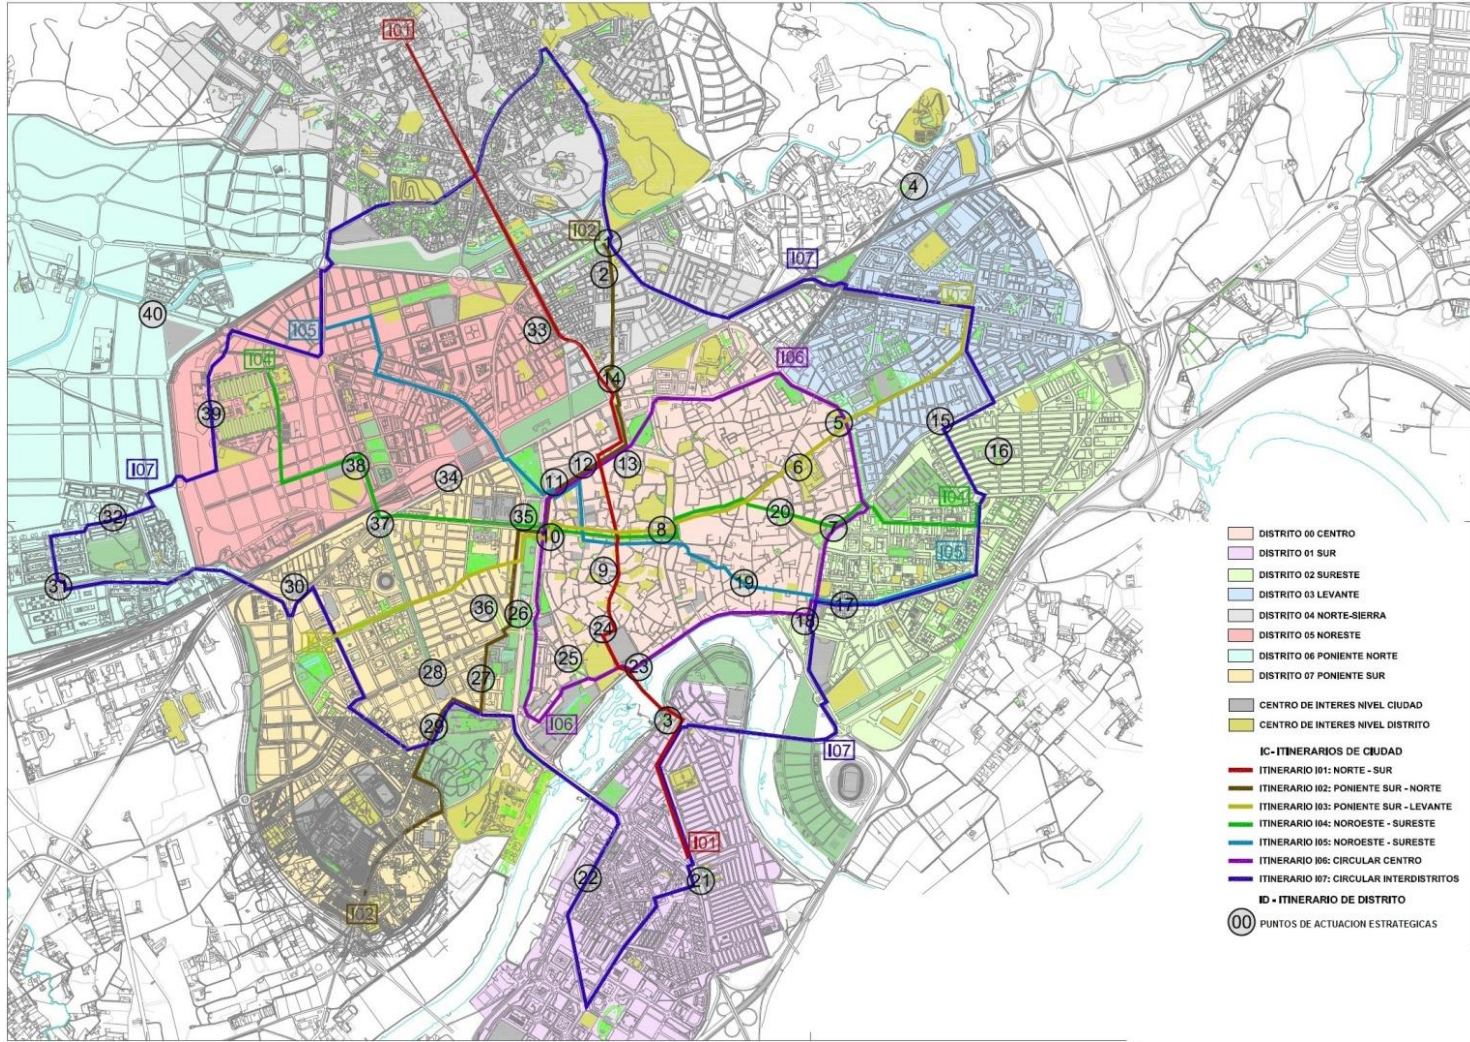 I01
I02
1
2
4
I07
40
I05
33
I03
I04
I06
14
39
5
15
38
12
13
6
16
I07
34
11
32
37
35
20
I04
10
8
7
I05
31
30
9
19
36
26
17
18
24
28
25
23
27
29
I06
3
I07
I01
22
21
I02
DISTRITO 00 CENTRO
DISTRITO 01 SUR
DISTRITO 02 SURESTE
DISTRITO 03 LEVANTE
DISTRITO 04 NORTE-SIERRA
DISTRITO 05 NORESTE
DISTRITO 06 PONIENTE NORTE
DISTRITO 07 PONIENTE SUR
CENTRO DE INTERES NIVEL CIUDAD
CENTRO DE INTERES NIVEL DISTRITO
IC- ITINERARIOS DE CIUDAD
ITINERARIO I01: NORTE - SUR
ITINERARIO I02: PONIENTE SUR - NORTE
ITINERARIO I03: PONIENTE SUR - LEVANTE
ITINERARIO I04: NOROESTE - SURESTE
ITINERARIO I05: NOROESTE - SURESTE
ITINERARIO I06: CIRCULAR CENTRO
ITINERARIO I07: CIRCULAR INTERDISTRITOS
ID - ITINERARIO DE DISTRITO
00 PUNTOS DE ACTUACION ESTRATEGICAS